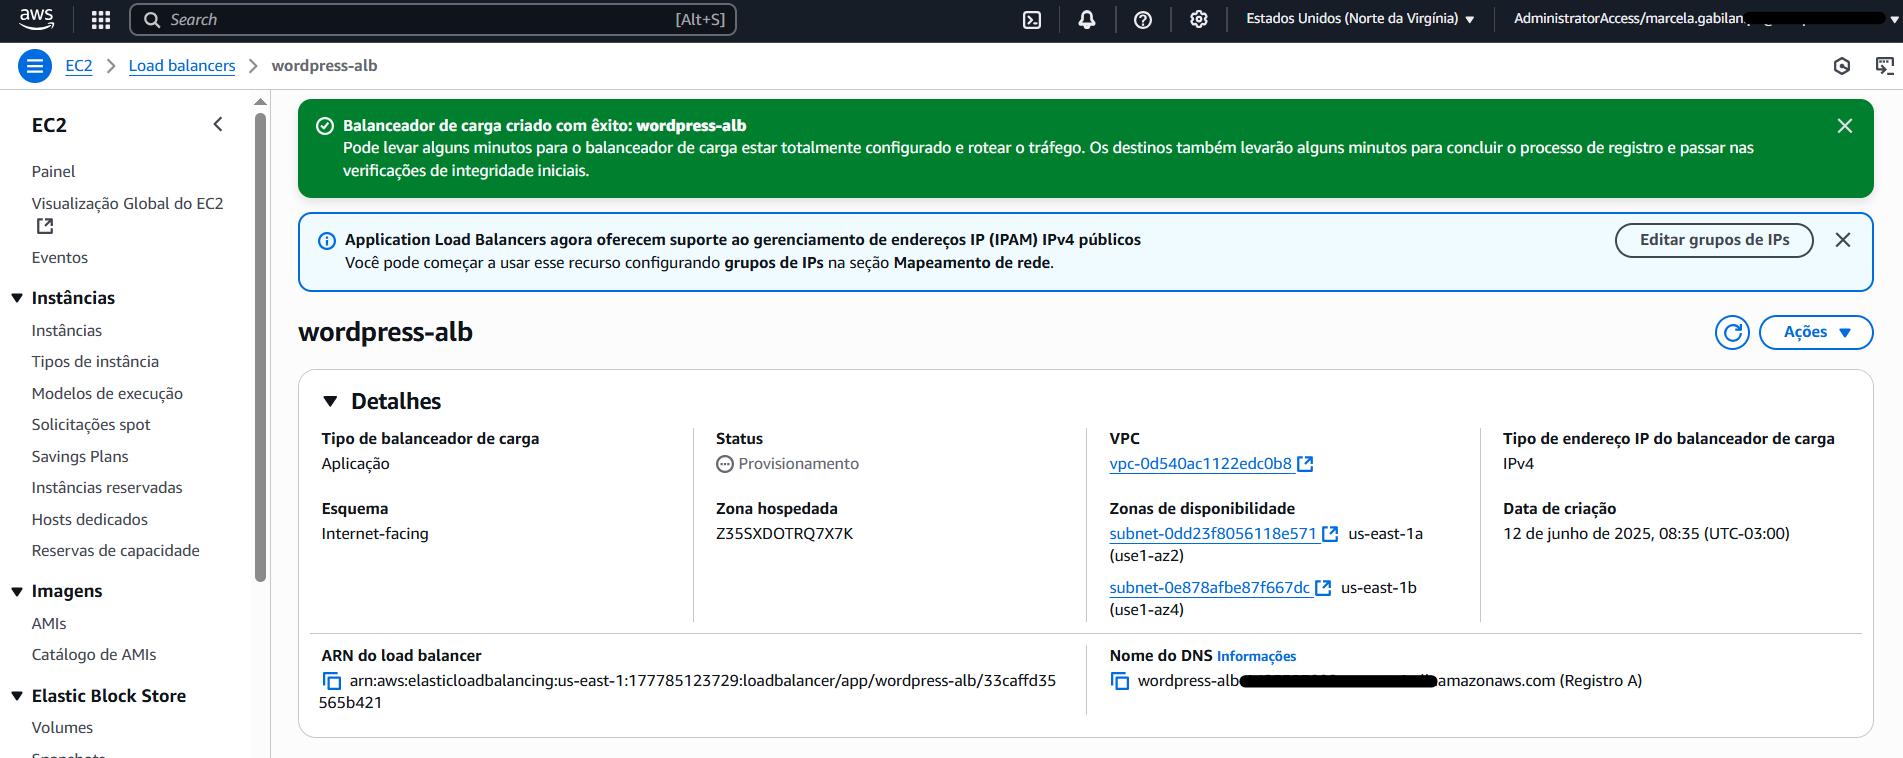 aws
Search [Alt+S]
Estados Unidos (Norte da Virgínia)
AdministratorAccess/marcela.gabilan
EC2 > Load balancers > wordpress-alb
EC2
Painel
Visualização Global do EC2
Eventos
Instâncias
Instâncias
Tipos de instância
Modelos de execução
Solicitações spot
Savings Plans
Instâncias reservadas
Hosts dedicados
Reservas de capacidade
Imagens
AMIs
Catálogo de AMIs
Elastic Block Store
Volumes
Snapshots
Balanceador de carga criado com êxito: wordpress-alb
Pode levar alguns minutos para o balanceador de carga estar totalmente configurado e rotear o tráfego. Os destinos também levarão alguns minutos para concluir o processo de registro e passar nas
verificações de integridade iniciais.
Application Load Balancers agora oferecem suporte ao gerenciamento de endereços IP (IPAM) IPv4 públicos
Você pode começar a usar esse recurso configurando grupos de IPs na seção Mapeamento de rede.
Editar grupos de IPs
wordpress-alb
Ações
Detalhes
Tipo de balanceador de carga
Aplicação
Status
Provisionamento
VPC
vpc-0d540ac1122edc0b8
Tipo de endereço IP do balanceador de carga
IPv4
Esquema
Internet-facing
Zona hospedada
Z35SXDOTRQ7X7K
Zonas de disponibilidade
subnet-0dd23f8056118e571 us-east-1a
(use1-az2)
subnet-0e878afbe87f667dc us-east-1b
(use1-az4)
Data de criação
12 de junho de 2025, 08:35 (UTC-03:00)
ARN do load balancer
arn:aws:elasticloadbalancing:us-east-1:177785123729:loadbalancer/app/wordpress-alb/33caffd35
565b421
Nome do DNS Informações
wordpress-alb amazonaws.com (Registro A)